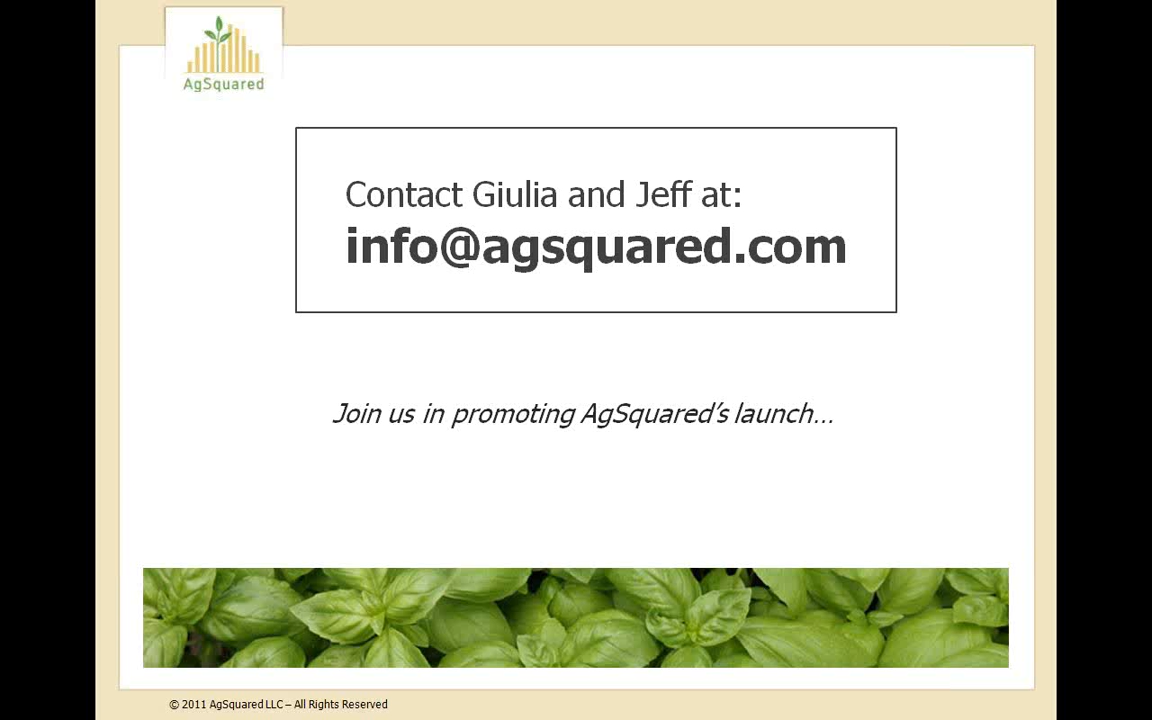 AgSquared
Contact Giulia and Jeff at:
info@agsquared.com
Join us in promoting AgSquared’s launch…
© 2011 AgSquared LLC – All Rights Reserved